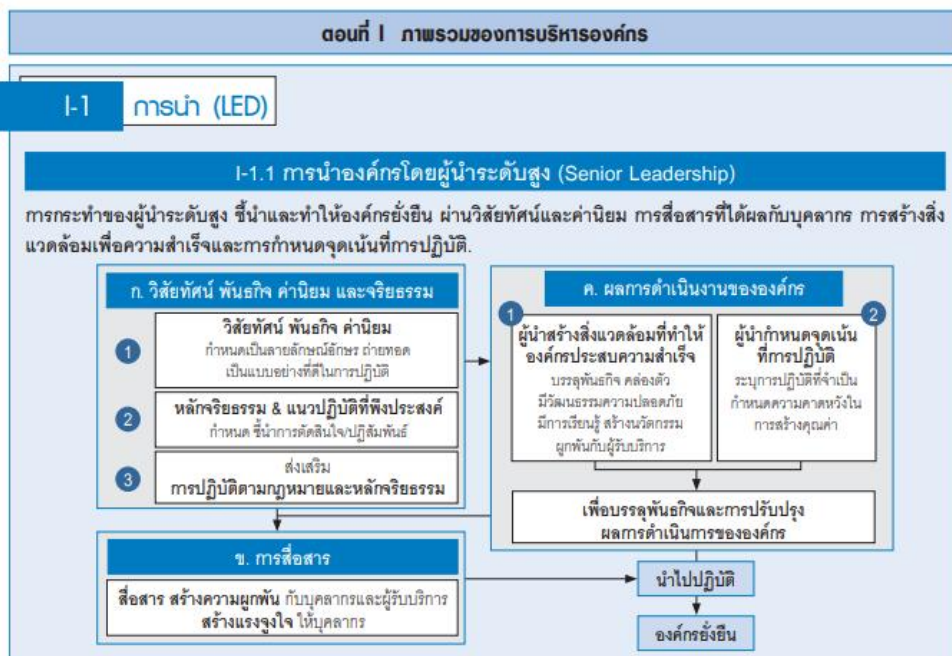 ตอนที่ I ภาพรวมของการบริหารองค์กร
I-1 การนำ (LED)
I-1.1 การนำองค์กรโดยผู้นำระดับสูง (Senior Leadership)
การกระทำของผู้นำระดับสูง ชี้นำและทำให้องค์กรยั่งยืน ผ่านวิสัยทัศน์และค่านิยม การสื่อสารที่ได้ผลกับบุคลากร การสร้างสิ่ง
แวดล้อมเพื่อความสำเร็จและการกำหนดจุดเน้นที่การปฏิบัติ.
ก. วิสัยทัศน์ พันธกิจ ค่านิยม และจริยธรรม
1
วิสัยทัศน์ พันธกิจ ค่านิยม
กำหนดเป็นลายลักษณ์อักษร ถ่ายทอด
เป็นแบบอย่างที่ดีในการปฏิบัติ
2
หลักจริยธรรม & แนวปฏิบัติที่พึงประสงค์
กำหนด ชี้นำการตัดสินใจ/ปฏิสัมพันธ์
3
ส่งเสริม
การปฏิบัติตามกฎหมายและหลักจริยธรรม
ค. ผลการดำเนินงานขององค์กร
1
ผู้นำสร้างสิ่งแวดล้อมที่ทำให้
องค์กรประสบความสำเร็จ
บรรลุพันธกิจ คล่องตัว
มีวัฒนธรรมความปลอดภัย
มีการเรียนรู้ สร้างนวัตกรรม
ผูกพันกับผู้รับบริการ
2
ผู้นำกำหนดจุดเน้น
ที่การปฏิบัติ
ระบุการปฏิบัติที่จำเป็น
กำหนดความคาดหวังใน
การสร้างคุณค่า
เพื่อบรรลุพันธกิจและการปรับปรุง
ผลการดำเนินการขององค์กร
ข. การสื่อสาร
สื่อสาร สร้างความผูกพัน กับบุคลากรและผู้รับบริการ
สร้างแรงจูงใจ ให้บุคลากร
นำไปปฏิบัติ
องค์กรยั่งยืน